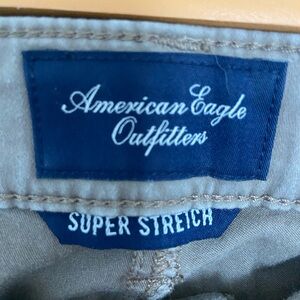 American Eagle
Outfitters
SUPER STRETCH